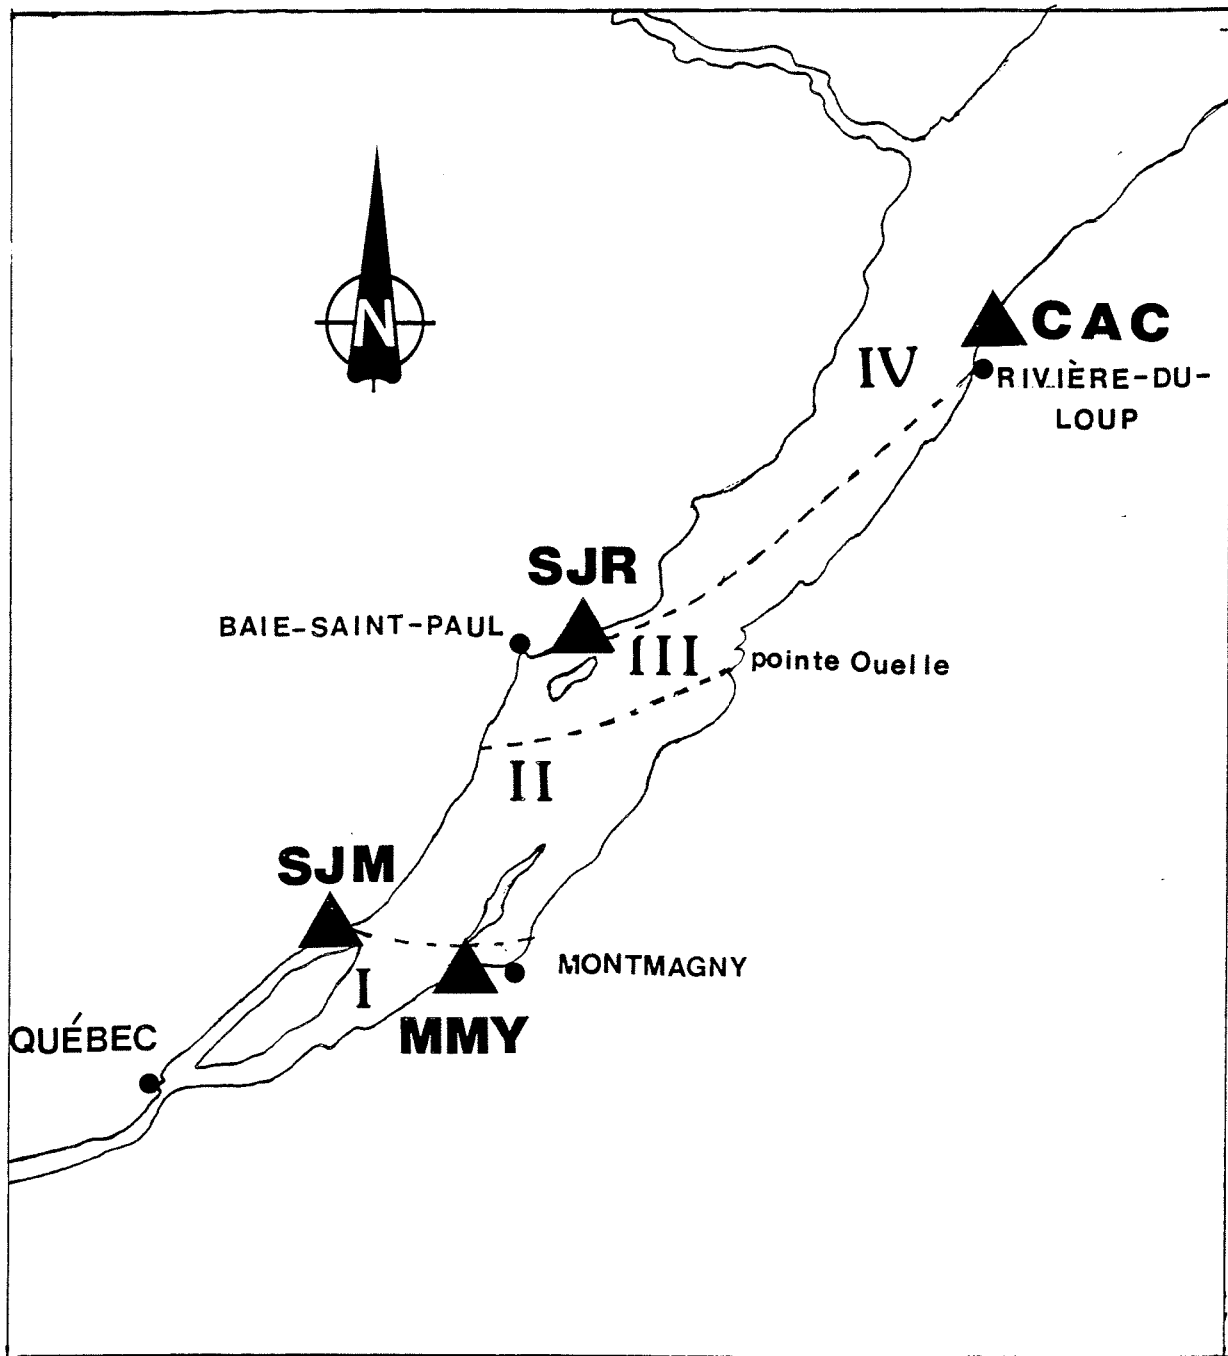 N
CAC
IV
RIVIÈRE-DU-
LOUP
SJR
BAIE-SAINT-PAUL
III
pointe Ouelle
II
SJM
MONTMAGNY
I
MMY
QUÉBEC